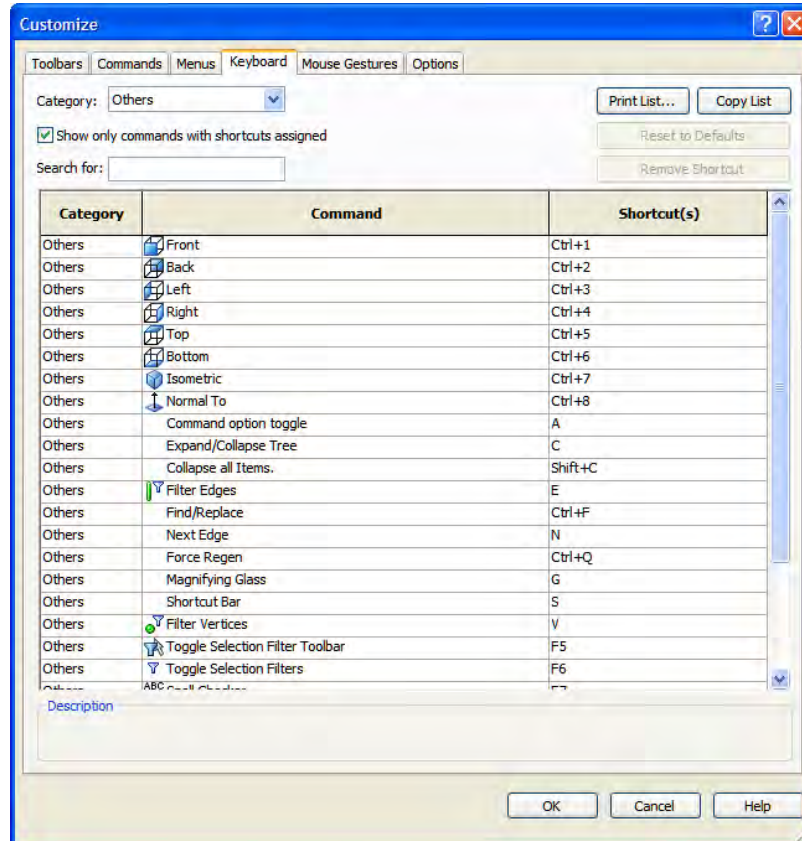 Customize
Toolbars Commands Menus Keyboard Mouse Gestures Options
Category: Others Print List... Copy List
Show only commands with shortcuts assigned Reset to Defaults
Search for: Remove Shortcut
Category Command Shortcut(s)
Others Front Ctrl+1
Others Back Ctrl+2
Others Left Ctrl+3
Others Right Ctrl+4
Others Top Ctrl+5
Others Bottom Ctrl+6
Others Isometric Ctrl+7
Others Normal To Ctrl+8
Others Command option toggle A
Others Expand/Collapse Tree C
Others Collapse all Items. Shift+C
Others Filter Edges E
Others Find/Replace Ctrl+F
Others Next Edge N
Others Force Regen Ctrl+Q
Others Magnifying Glass G
Others Shortcut Bar S
Others Filter Vertices V
Others Toggle Selection Filter Toolbar F5
Others Toggle Selection Filters F6
ABC
Description
OK Cancel Help